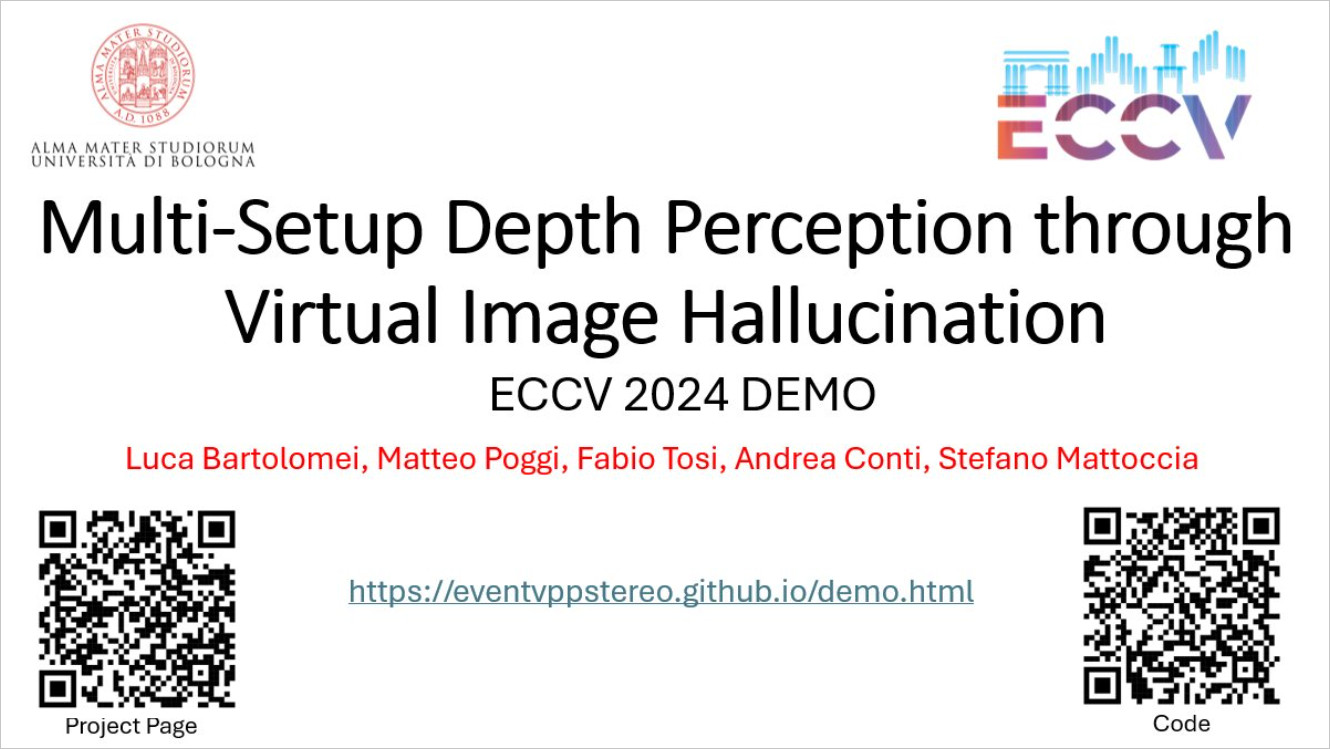 ALMA MATER STUDIORUM
A.D. 1088
ALMA MATER STUDIORUM
UNIVERSITÀ DI BOLOGNA
ECCV
Multi-Setup Depth Perception through
Virtual Image Hallucination
ECCV 2024 DEMO
Luca Bartolomei, Matteo Poggi, Fabio Tosi, Andrea Conti, Stefano Mattoccia
https://eventvppstereo.github.io/demo.html
Project Page
Code